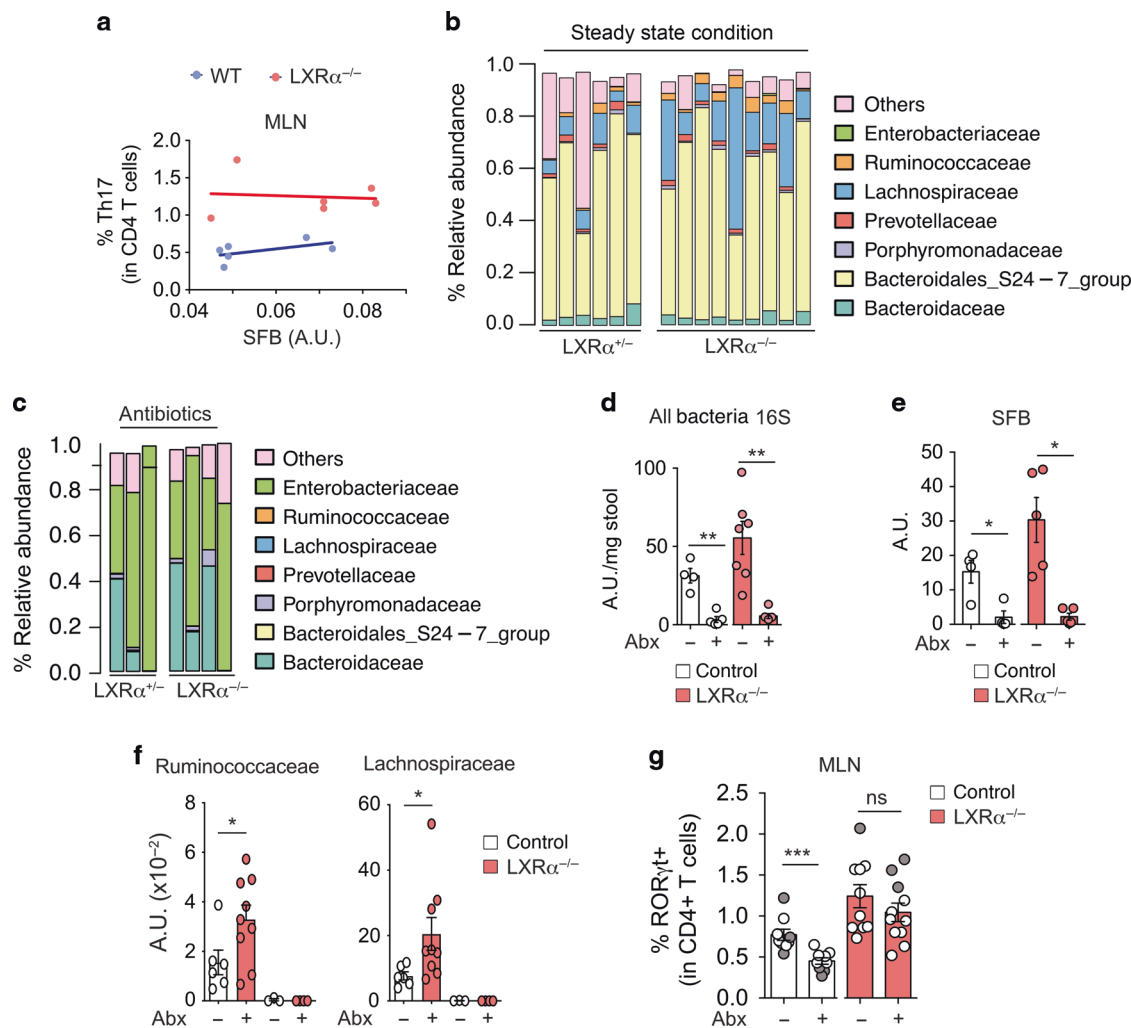 a
WT
LXRα−/−
MLN
% Th17
(in CD4 T cells)
2.0
1.5
1.0
0.5
0.0
0.04
0.06
0.08
SFB (A.U.)
b
Steady state condition
% Relative abundance
1.0
0.8
0.6
0.4
0.2
0.0
LXRα+/−
LXRα−/−
Others
Enterobacteriaceae
Ruminococcaceae
Lachnospiraceae
Prevotellaceae
Porphyromonadaceae
Bacteroidales_S24−7_group
Bacteroidaceae
c
Antibiotics
% Relative abundance
1.0
0.8
0.6
0.4
0.2
0.0
LXRα+/−
LXRα−/−
Others
Enterobacteriaceae
Ruminococcaceae
Lachnospiraceae
Prevotellaceae
Porphyromonadaceae
Bacteroidales_S24−7_group
Bacteroidaceae
d
All bacteria 16S
A.U./mg stool
100
50
0
**
**
Abx
− + − +
Control
LXRα−/−
e
SFB
A.U.
50
40
30
20
10
0
*
*
− + − +
Control
LXRα−/−
f
Ruminococcaceae
A.U. (x10−2)
8
6
4
2
0
*
Abx − + − +
Lachnospiraceae
60
40
20
0
*
Abx − + − +
Control
LXRα−/−
g
MLN
% RORγt+
(in CD4+ T cells)
2.5
2.0
1.5
1.0
0.5
0.0
***
ns
Abx − + − +
Control
LXRα−/−